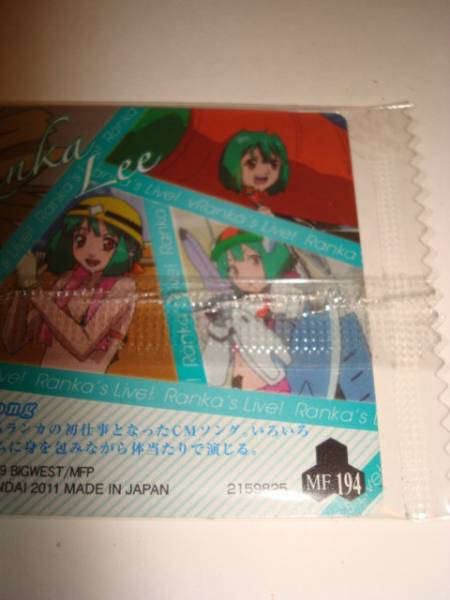 Ranka
anka
Lee
Ranka's Live! Ranka's Live! Ranka
Ranka's Live! Ranka
Live! Ranka's Live! Ranka's Live!
ong
ランカの初仕事となったCMソング。いろいろ
に身を包みながら体当たりで演じる。
9 BIGWEST/MFP
NDAI 2011 MADE IN JAPAN
2159825
MF 194
Live!